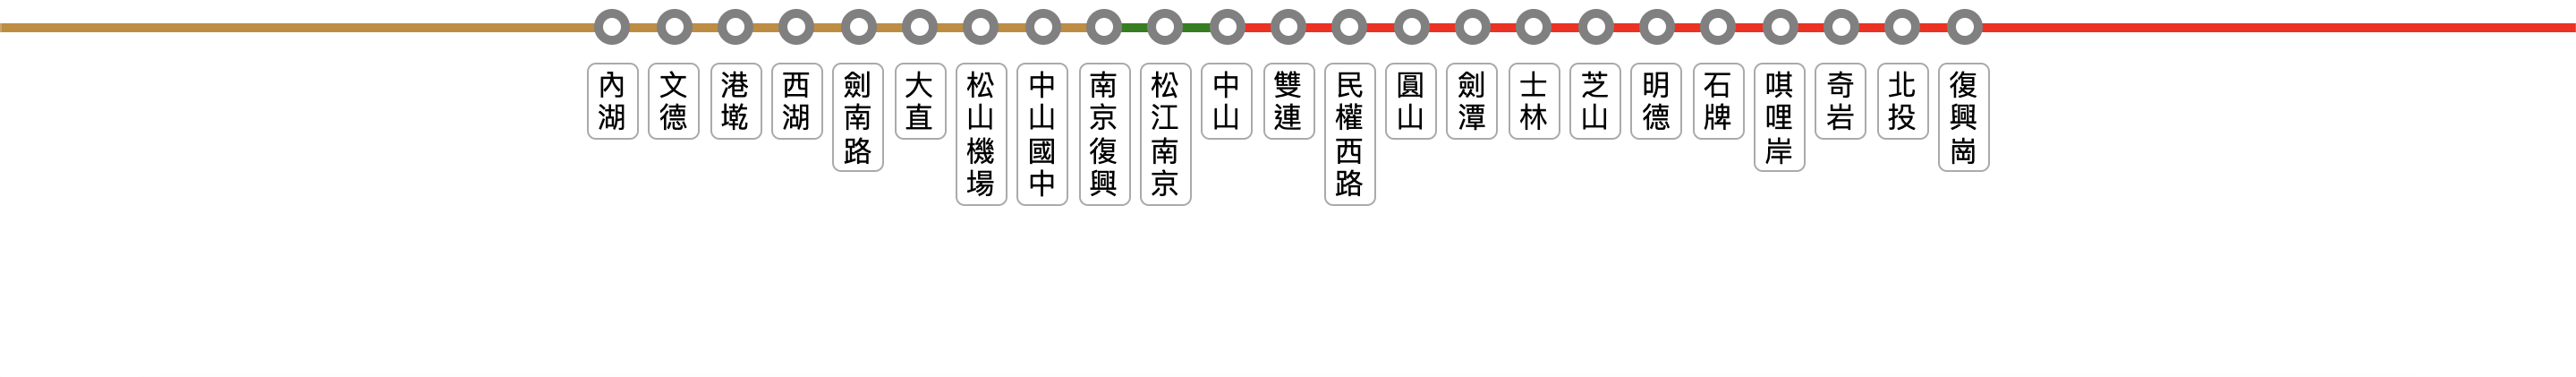 內湖
文德
港墘
西湖
劍南路
大直
松山機場
中山國中
南京復興
松江南京
中山
雙連
民權西路
圓山
劍潭
士林
芝山
明德
石牌
唭哩岸
奇岩
北投
復興崗